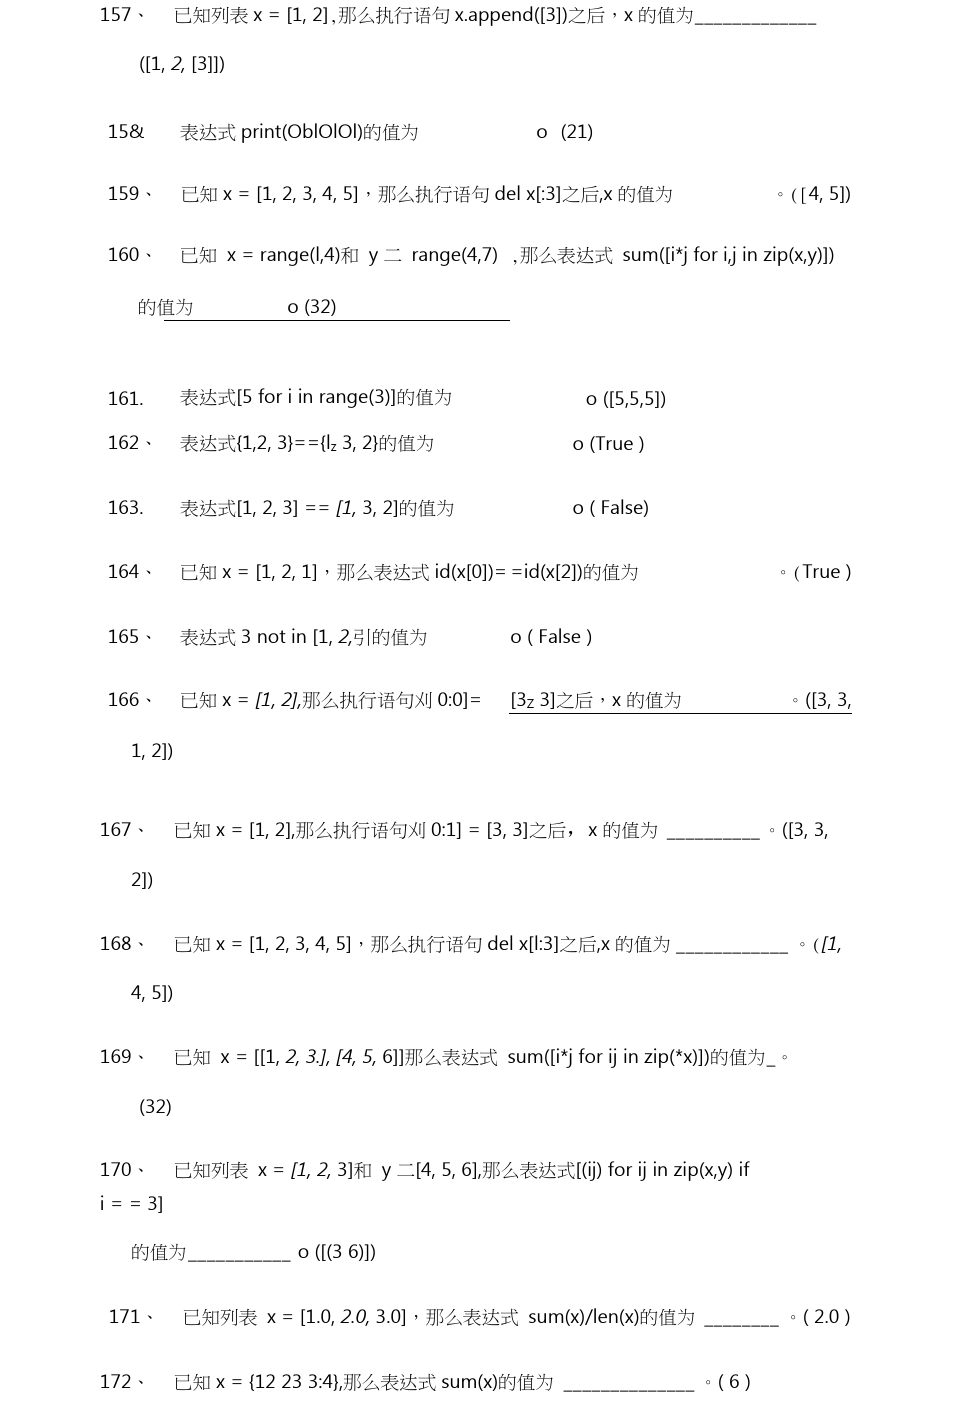 157、 已知列表 x = [1, 2] ,那么执行语句 x.append([3])之后，x 的值为_____________
([1, 2, [3]])
15& 表达式 print(OblOlOl)的值为 o (21)
159、 已知 x = [1, 2, 3, 4, 5]，那么执行语句 del x[:3]之后,x 的值为 。([4, 5])
160、 已知 x = range(l,4)和 y 二 range(4,7) ,那么表达式 sum([i*j for i,j in zip(x,y)])
的值为 o (32)
161. 表达式[5 for i in range(3)]的值为 o ([5,5,5])
162、 表达式{1,2, 3}=={lz 3, 2}的值为 o (True )
163. 表达式[1, 2, 3] == [1, 3, 2]的值为 o ( False)
164、 已知 x = [1, 2, 1]，那么表达式 id(x[0])= =id(x[2])的值为 。(True )
165、 表达式 3 not in [1, 2,引的值为 o ( False )
166、 已知 x = [1, 2],那么执行语句刈 0:0]= [3Z 3]之后，x 的值为 。([3, 3,
1, 2])
167、 已知 x = [1, 2],那么执行语句刈 0:1] = [3, 3]之后，x 的值为 __________ 。([3, 3,
2])
168、 已知 x = [1, 2, 3, 4, 5]，那么执行语句 del x[l:3]之后,x 的值为 ____________ 。([1,
4, 5])
169、 已知 x = [[1, 2, 3.], [4, 5, 6]]那么表达式 sum([i*j for ij in zip(*x)])的值为_。
(32)
170、 已知列表 x = [1, 2, 3]和 y 二[4, 5, 6],那么表达式[(ij) for ij in zip(x,y) if
i = = 3]
的值为___________ o ([(3 6)])
171、 已知列表 x = [1.0, 2.0, 3.0]，那么表达式 sum(x)/len(x)的值为 ________ 。( 2.0 )
172、 已知 x = {12 23 3:4},那么表达式 sum(x)的值为 ______________ 。( 6 )